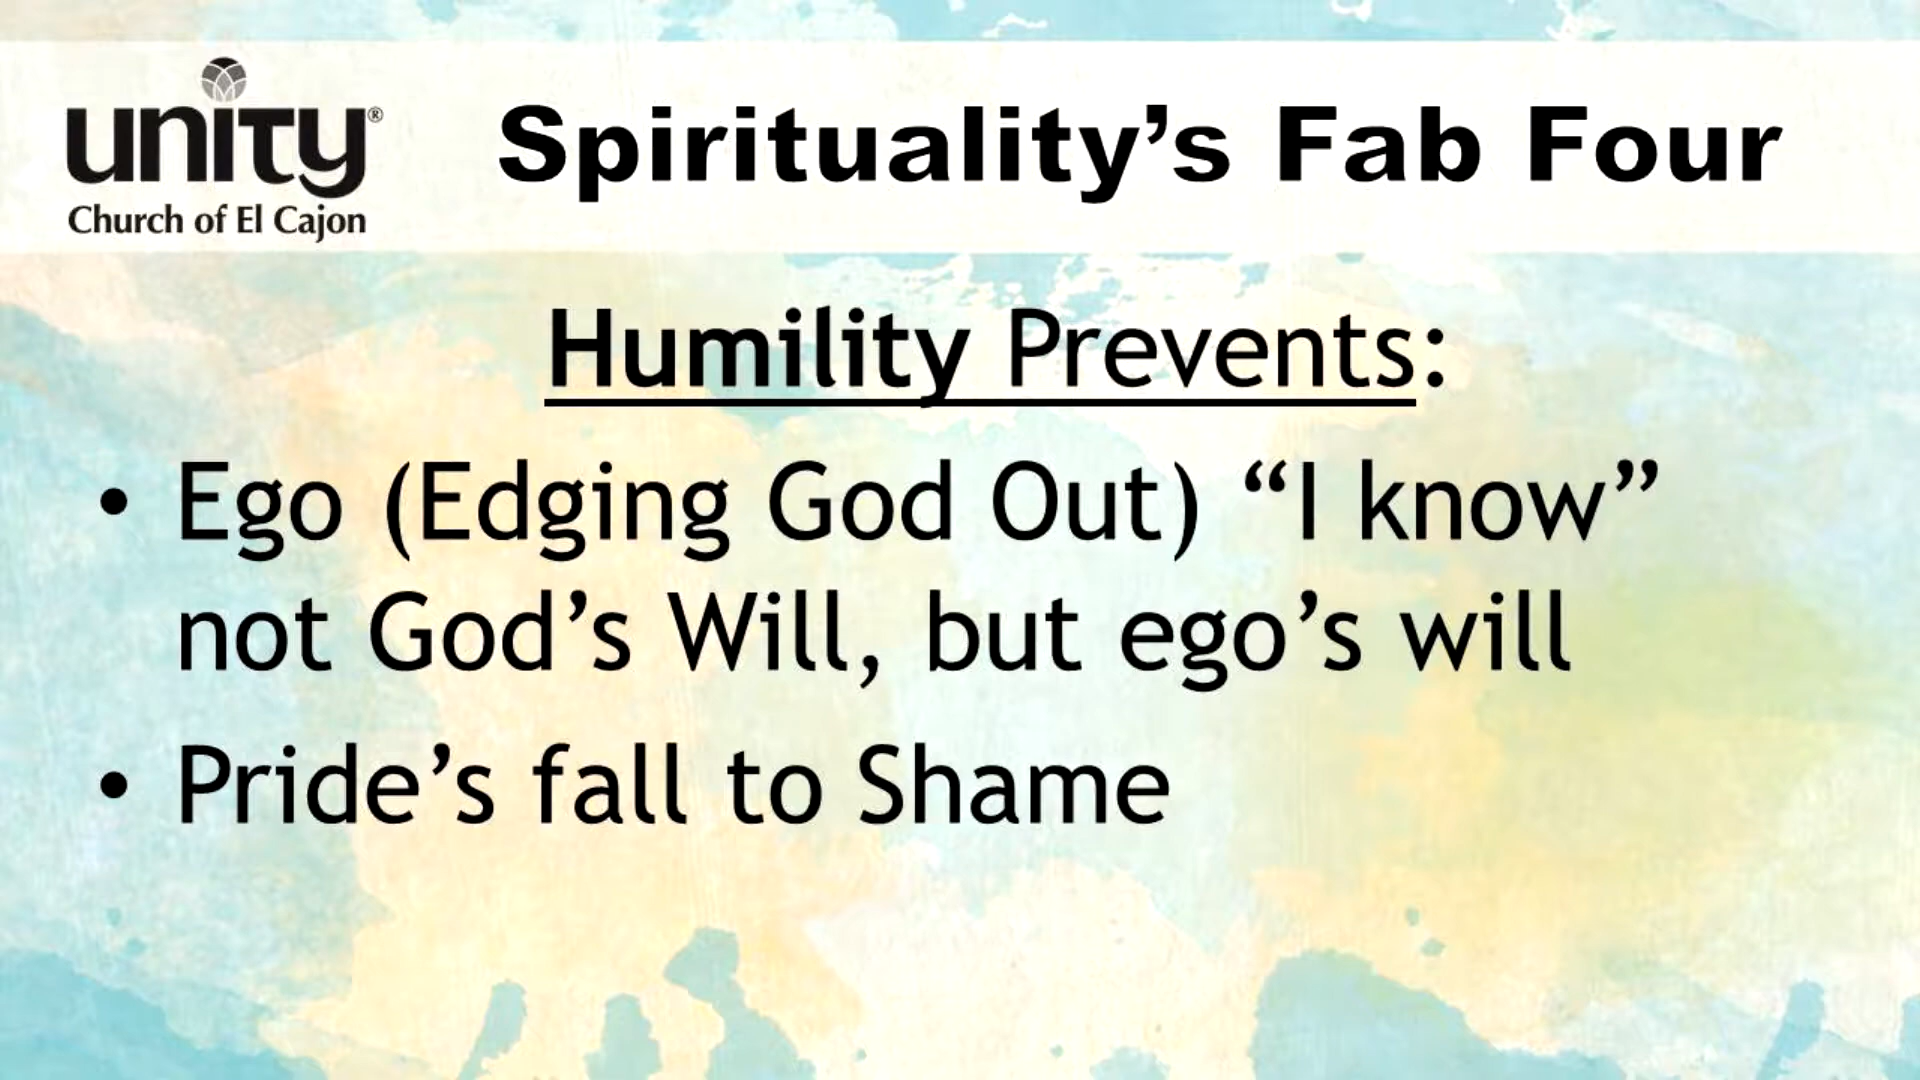 unity®
Church of El Cajon
Spirituality’s Fab Four
Humility Prevents:
• Ego (Edging God Out) “I know”
not God’s Will, but ego’s will
• Pride’s fall to Shame